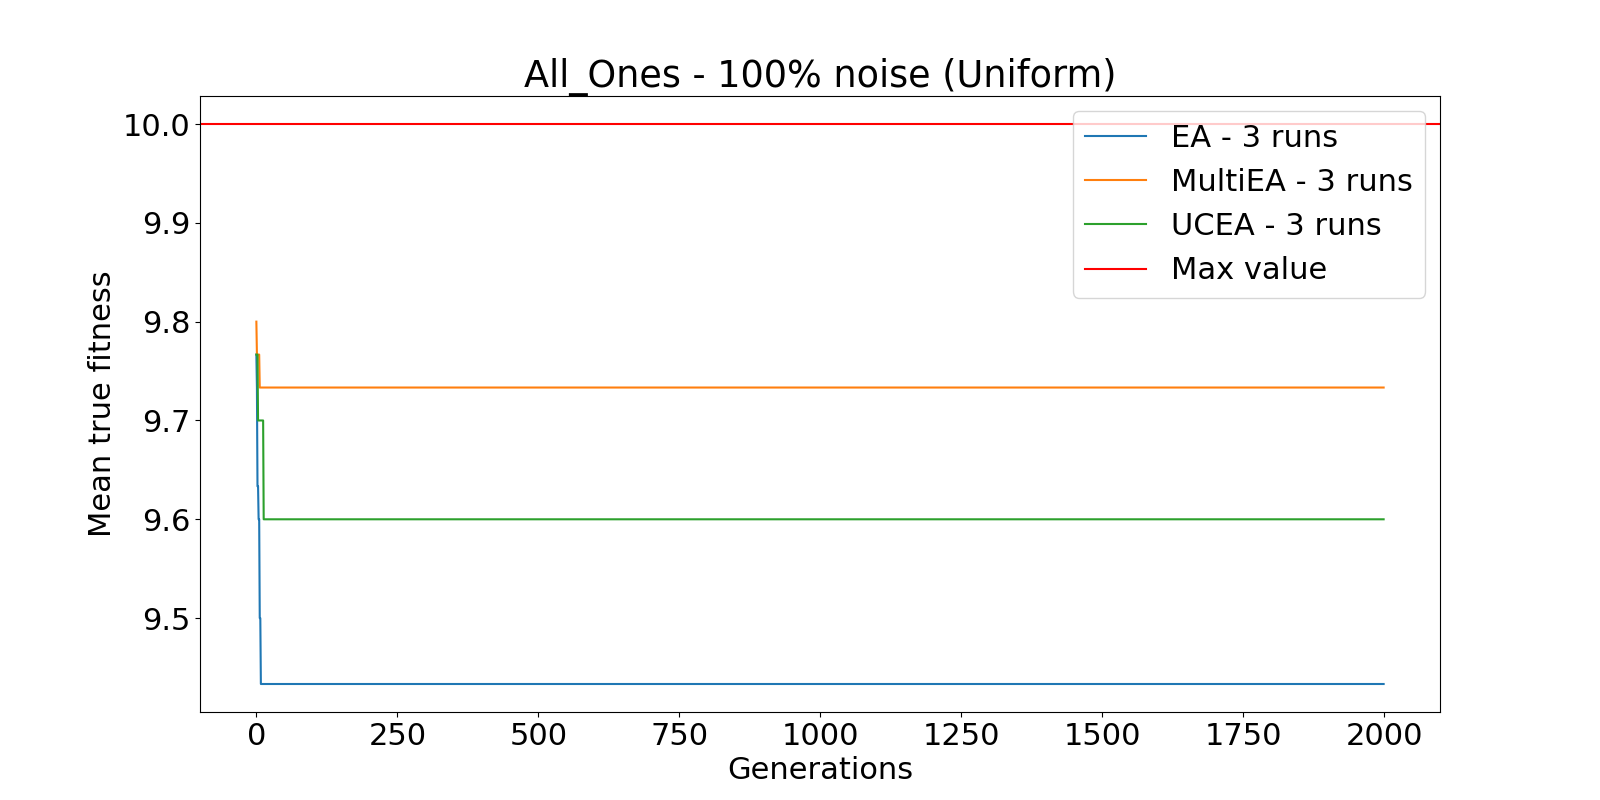 All_Ones - 100% noise (Uniform)
10.0
9.9
9.8
9.7
9.6
9.5
Mean true fitness
EA - 3 runs
MultiEA - 3 runs
UCEA - 3 runs
Max value
0 250 500 750 1000 1250 1500 1750 2000
Generations